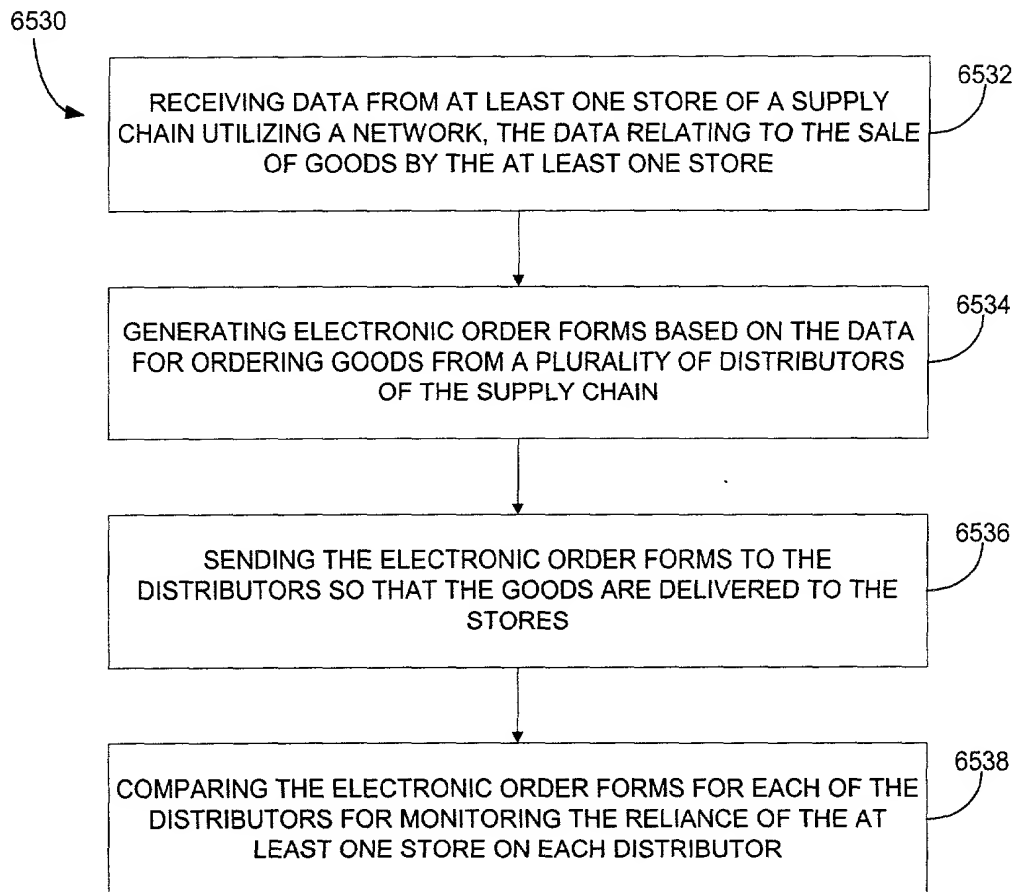 6530
6532
RECEIVING DATA FROM AT LEAST ONE STORE OF A SUPPLY
CHAIN UTILIZING A NETWORK, THE DATA RELATING TO THE SALE
OF GOODS BY THE AT LEAST ONE STORE
6534
GENERATING ELECTRONIC ORDER FORMS BASED ON THE DATA
FOR ORDERING GOODS FROM A PLURALITY OF DISTRIBUTORS
OF THE SUPPLY CHAIN
6536
SENDING THE ELECTRONIC ORDER FORMS TO THE
DISTRIBUTORS SO THAT THE GOODS ARE DELIVERED TO THE
STORES
6538
COMPARING THE ELECTRONIC ORDER FORMS FOR EACH OF THE
DISTRIBUTORS FOR MONITORING THE RELIANCE OF THE AT
LEAST ONE STORE ON EACH DISTRIBUTOR